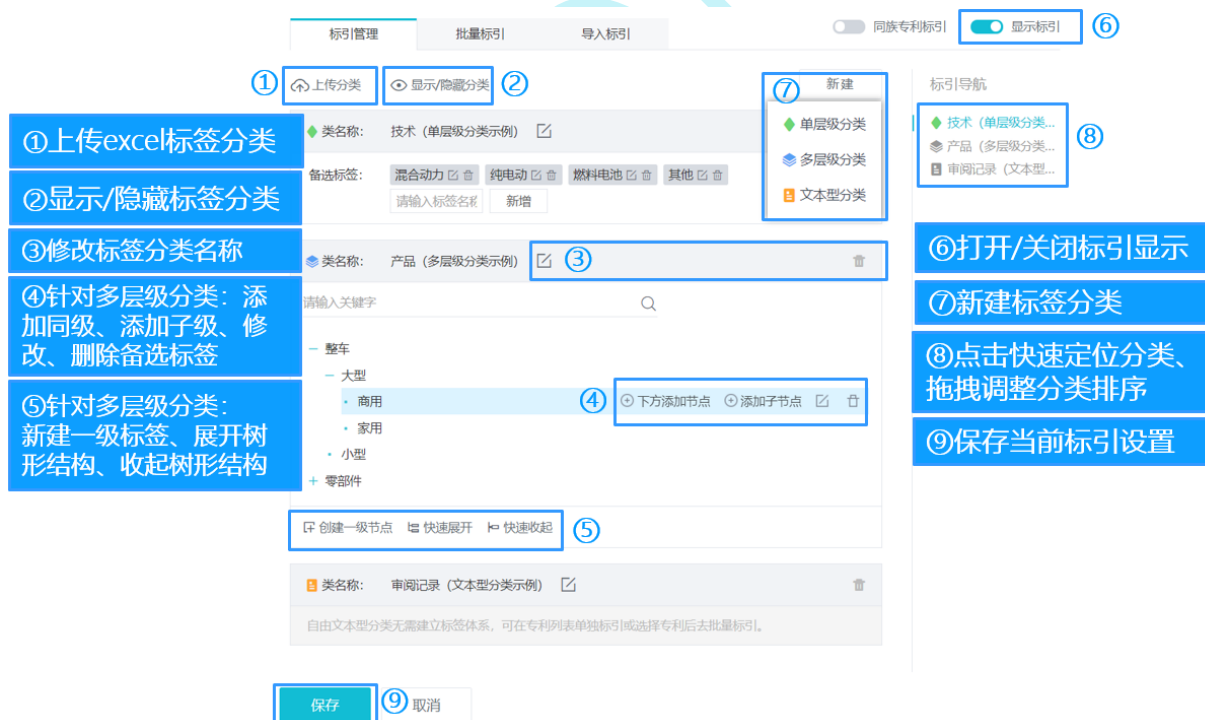 标引管理 批量标引 导入标引 同族专利标引 显示标引 ⑥
① 上传分类 显示/隐藏分类 ② ⑦ 新建 标引导航
①上传excel标签分类
②显示/隐藏标签分类
③修改标签分类名称
④针对多层级分类：添
加同级、添加子级、修
改、删除备选标签
⑤针对多层级分类：
新建一级标签、展开树
形结构、收起树形结构
类名称： 技术（单层级分类示例）
备选标签： 混合动力 纯电动 燃料电池 其他
请输入标签名称 新增
单层级分类
多层级分类
文本型分类
技术（单层级分类...
产品（多层级分类...
审阅记录（文本型...
⑧
类名称： 产品（多层级分类示例） ③
请输入关键字
整车
大型
商用 ④ 下方添加节点 添加子节点
家用
小型
零部件
创建一级节点 快速展开 快速收起 ⑤
类名称： 审阅记录（文本型分类示例）
自由文本型分类无需建立标签体系，可在专利列表单独标引或选择专利后去批量标引。
保存 ⑨ 取消
⑥打开/关闭标引显示
⑦新建标签分类
⑧点击快速定位分类、
拖拽调整分类排序
⑨保存当前标引设置